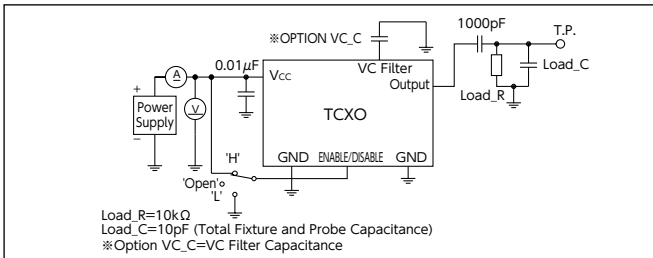 ※OPTION VC_C
1000pF
T.P.
0.01μF
Vcc
VC Filter
Output
Load_C
Load_R
A
+
Power
Supply
−
V
TCXO
GND
ENABLE/DISABLE
GND
'H'
'Open'
'L'
Load_R=10kΩ
Load_C=10pF (Total Fixture and Probe Capacitance)
※Option VC_C=VC Filter Capacitance